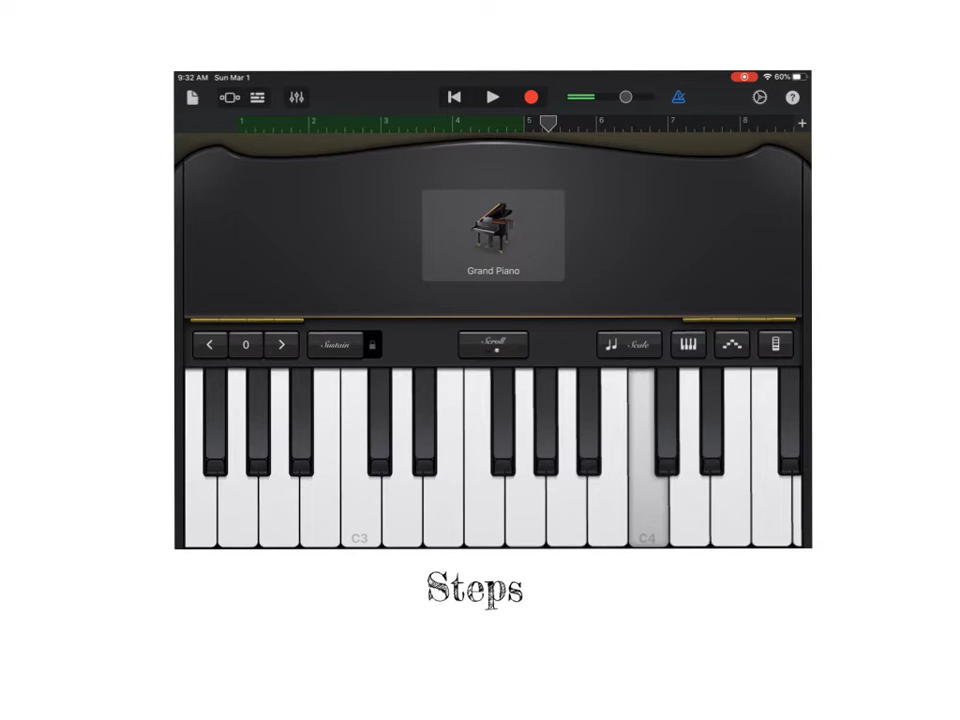 9:32 AM Sun Mar 1 60%
?
1 2 3 4 5 6 7 8 +
Grand Piano
< 0 > Sustain Scroll Scale
C3 C4
Steps